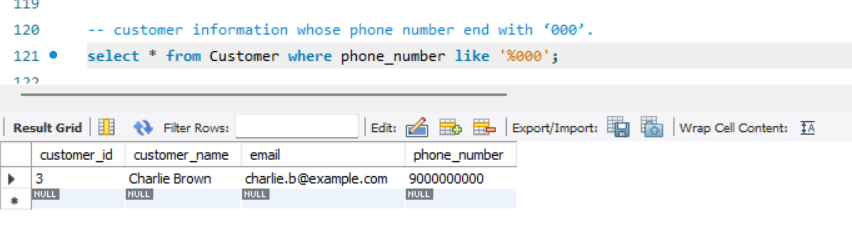 119
120 -- customer information whose phone number end with ‘000’.
121 select * from Customer where phone_number like '%000';
122
Result Grid Filter Rows: Edit: Export/Import: Wrap Cell Content: IA
customer_id customer_name email phone_number
3 Charlie Brown charlie.b@example.com 9000000000
NULL NULL NULL NULL